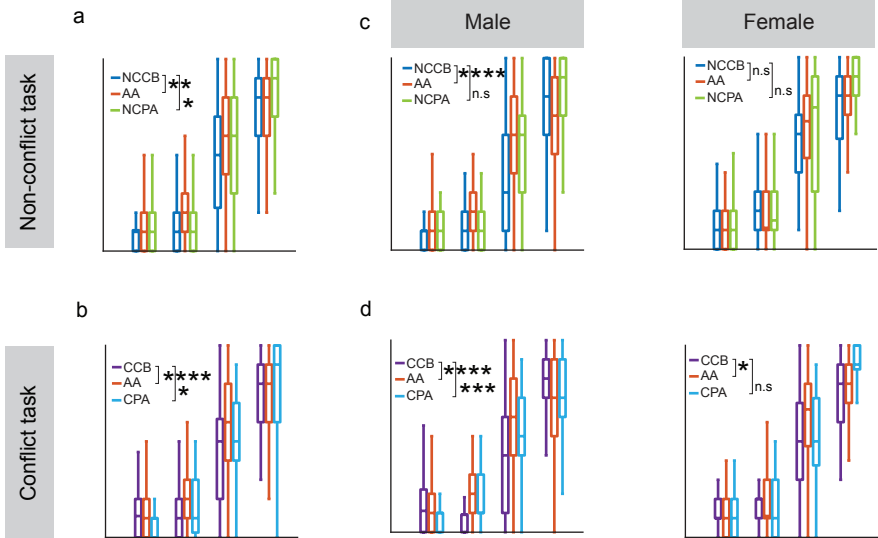 a
c
Male
Female
Non-conflict task
NCCB
AA
NCPA
**
*
NCCB
AA
NCPA
****
n.s
NCCB
AA
NCPA
n.s
n.s
b
d
Conflict task
CCB
AA
CPA
****
*
CCB
AA
CPA
****
***
CCB
AA
CPA
*
n.s